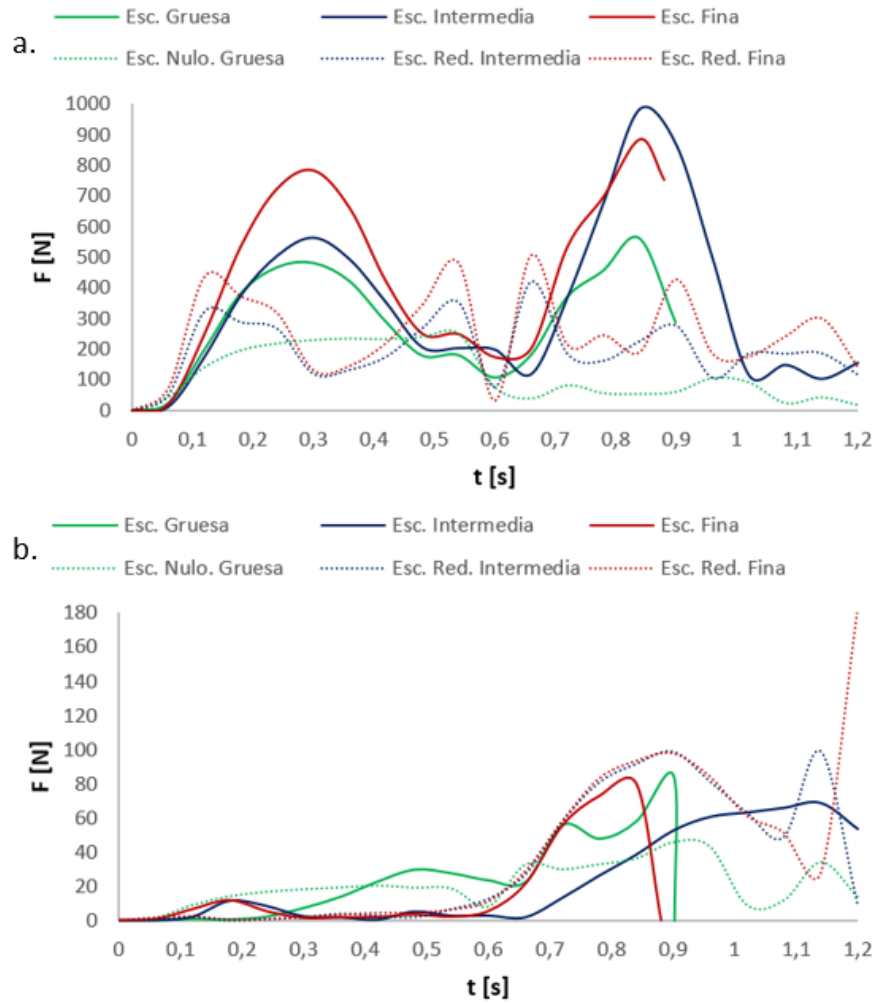 Esc. Gruesa Esc. Intermedia Esc. Fina
a.
Esc. Nulo. Gruesa Esc. Red. Intermedia Esc. Red. Fina
1000
900
800
700
600
500
400
300
200
100
0
F [N]
0 0,1 0,2 0,3 0,4 0,5 0,6 0,7 0,8 0,9 1 1,1 1,2
t [s]
Esc. Gruesa Esc. Intermedia Esc. Fina
b.
Esc. Nulo. Gruesa Esc. Red. Intermedia Esc. Red. Fina
180
160
140
120
100
80
60
40
20
0
F [N]
0 0,1 0,2 0,3 0,4 0,5 0,6 0,7 0,8 0,9 1 1,1 1,2
t [s]